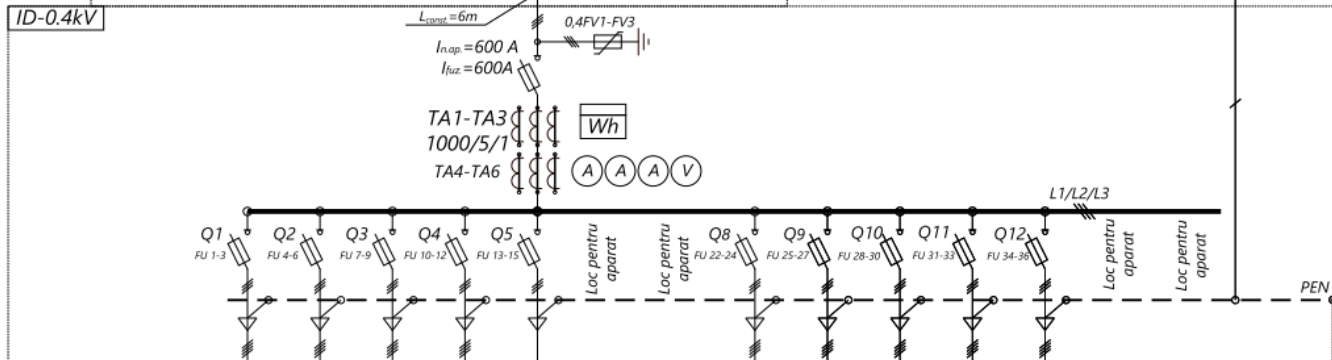 ID-0.4kV
Lconst.=6m
0,4FV1-FV3
In.ap.=600 A
Ifuz.=600A
TA1-TA3
1000/5/1
Wh
TA4-TA6
A A A V
L1/L2/L3
Q1
FU 1-3
Q2
FU 4-6
Q3
FU 7-9
Q4
FU 10-12
Q5
FU 13-15
Loc pentru
aparat
Loc pentru
aparat
Q8
FU 22-24
Q9
FU 25-27
Q10
FU 28-30
Q11
FU 31-33
Q12
FU 34-36
Loc pentru
aparat
Loc pentru
aparat
PEN